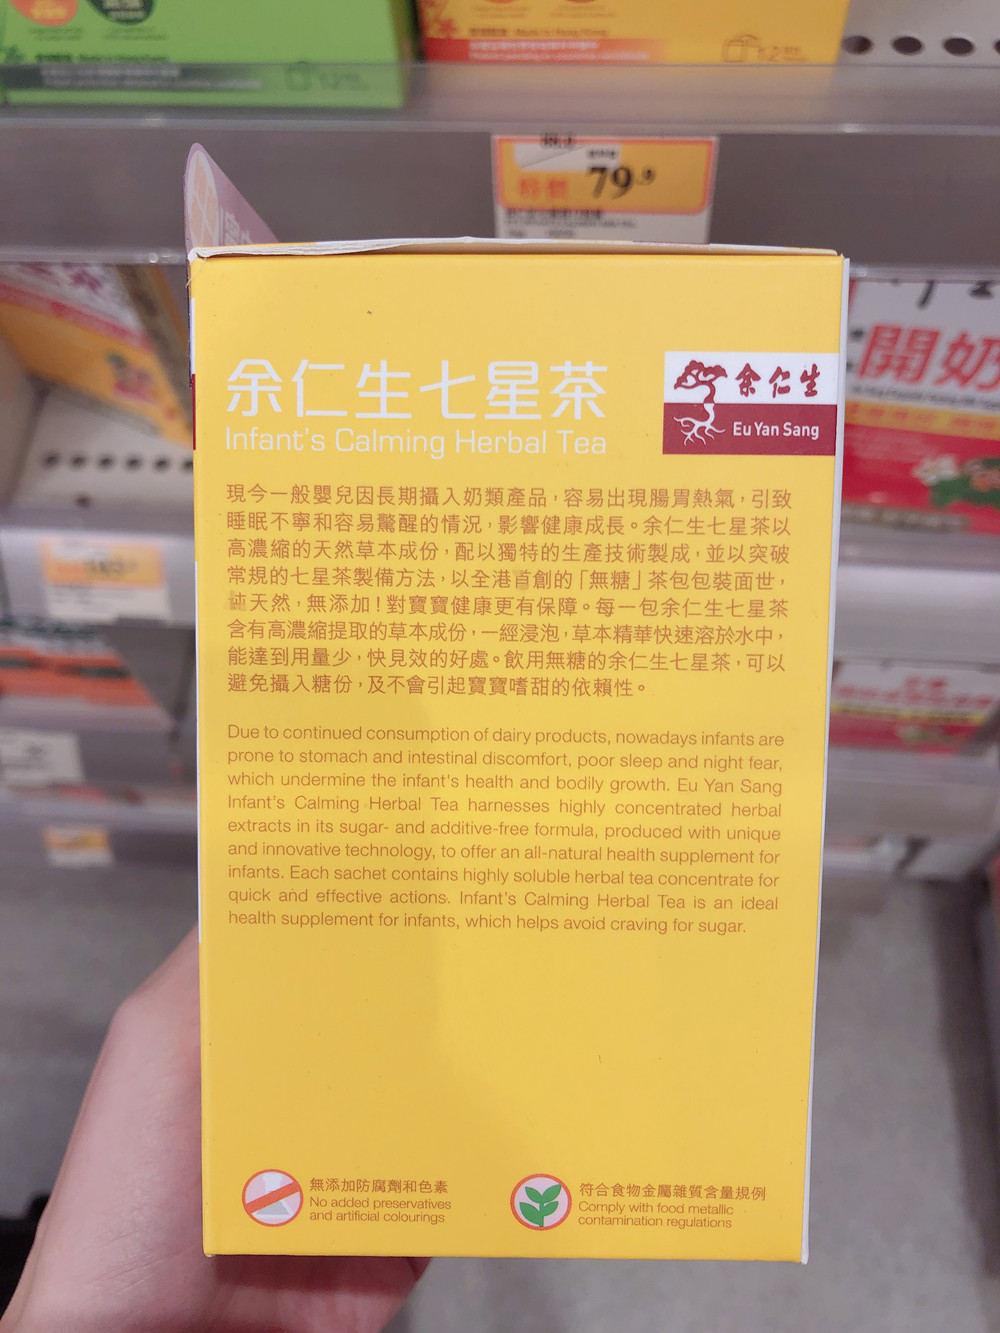 特價
79.9
開奶
余仁生七星茶
Infant's Calming Herbal Tea
余仁生
Eu Yan Sang
現今一般嬰兒因長期攝入奶類產品，容易出現腸胃熱氣，引致
睡眠不寧和容易驚醒的情況，影響健康成長。余仁生七星茶以
高濃縮的天然草本成份，配以獨特的生產技術製成，並以突破
常規的七星茶製備方法，以全港首創的「無糖」茶包包裝面世，
純天然，無添加！對寶寶健康更有保障。每一包余仁生七星茶
含有高濃縮提取的草本成份，一經浸泡，草本精華快速溶於水中，
能達到用量少，快見效的好處。飲用無糖的余仁生七星茶，可以
避免攝入糖份，及不會引起寶寶嗜甜的依賴性。
Due to continued consumption of dairy products, nowadays infants are
prone to stomach and intestinal discomfort, poor sleep and night fear,
which undermine the infant's health and bodily growth. Eu Yan Sang
Infant's Calming Herbal Tea harnesses highly concentrated herbal
extracts in its sugar- and additive-free formula, produced with unique
and innovative technology, to offer an all-natural health supplement for
infants. Each sachet contains highly soluble herbal tea concentrate for
quick and effective actions. Infant's Calming Herbal Tea is an ideal
health supplement for infants, which helps avoid craving for sugar.
無添加防腐劑和色素
No added preservatives
and artificial colourings
符合食物金屬雜質含量規例
Comply with food metallic
contamination regulations